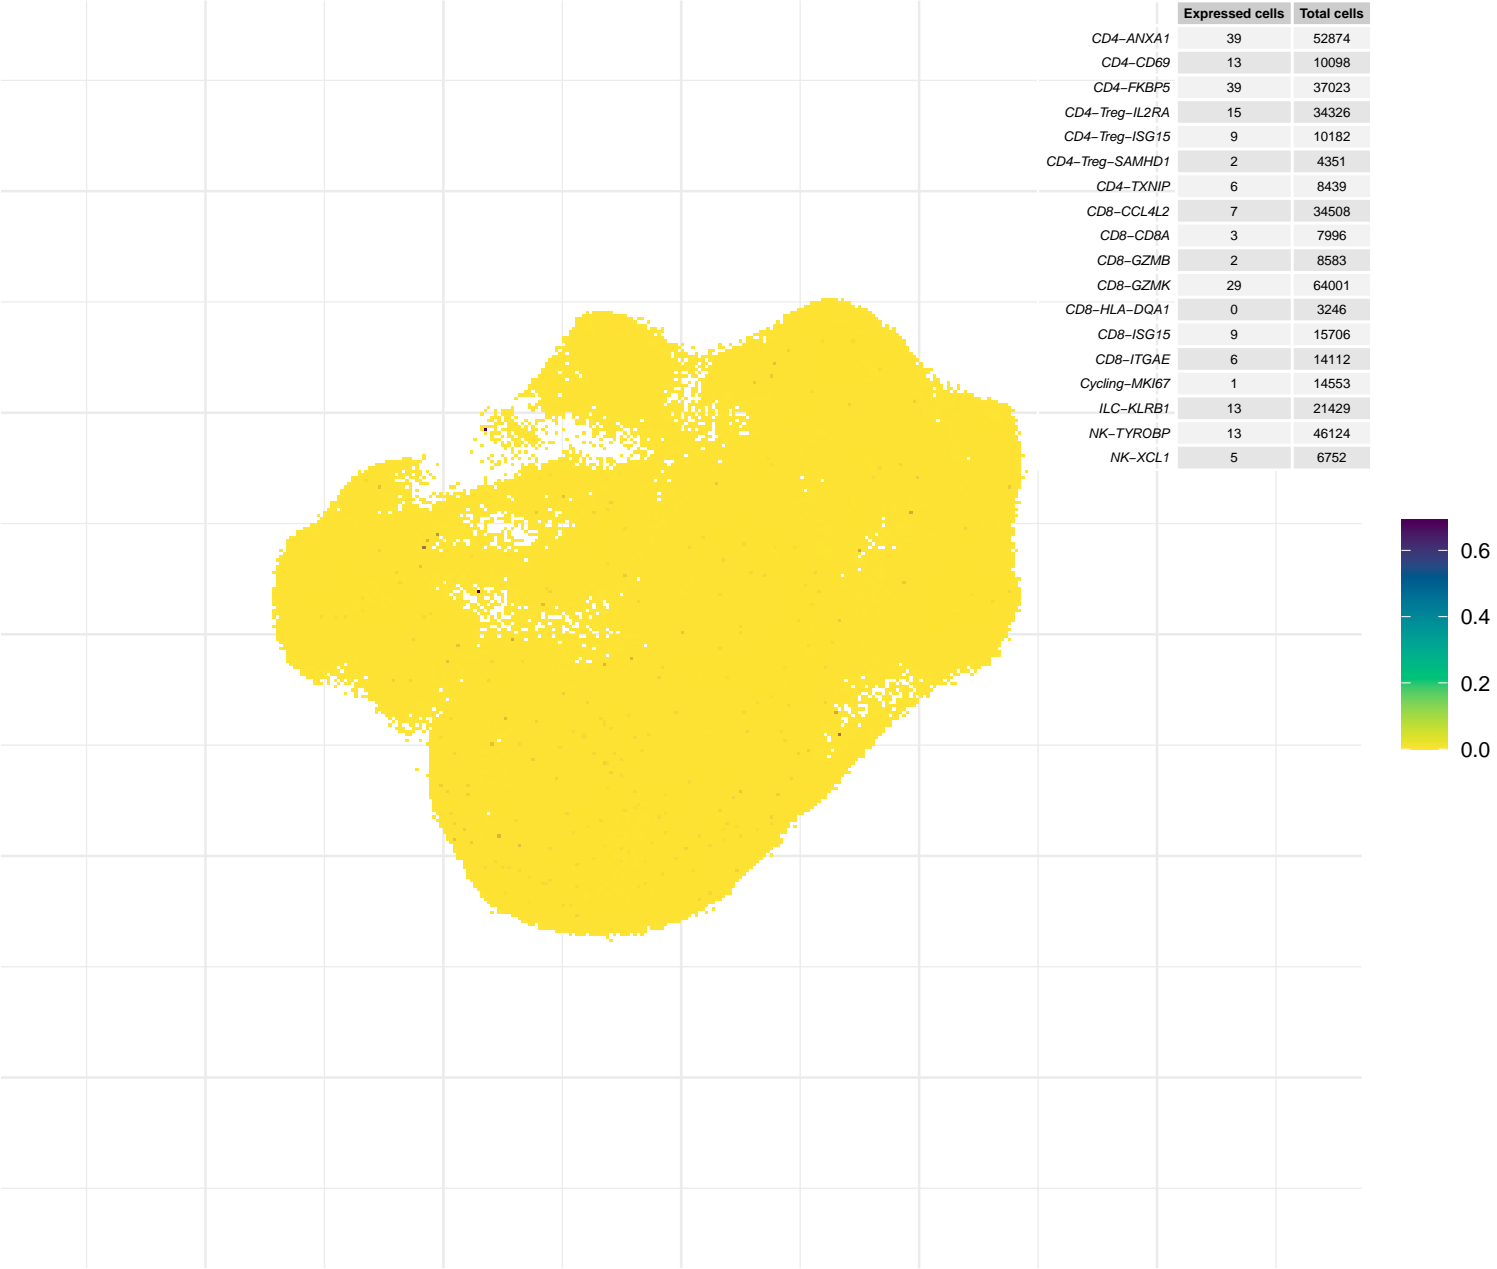 Expressed cells Total cells
CD4−ANXA1 39 52874
CD4−CD69 13 10098
CD4−FKBP5 39 37023
CD4−Treg−IL2RA 15 34326
CD4−Treg−ISG15 9 10182
CD4−Treg−SAMHD1 2 4351
CD4−TXNIP 6 8439
CD8−CCL4L2 7 34508
CD8−CD8A 3 7996
CD8−GZMB 2 8583
CD8−GZMK 29 64001
CD8−HLA−DQA1 0 3246
CD8−ISG15 9 15706
CD8−ITGAE 6 14112
Cycling−MKI67 1 14553
ILC−KLRB1 13 21429
NK−TYROBP 13 46124
NK−XCL1 5 6752
0.6
0.4
0.2
0.0